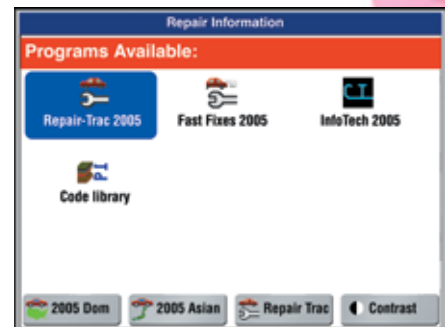 Repair Information
Programs Available:
Repair-Trac 2005 Fast Fixes 2005 InfoTech 2005
Code library
2005 Dom 2005 Asian Repair Trac Contrast